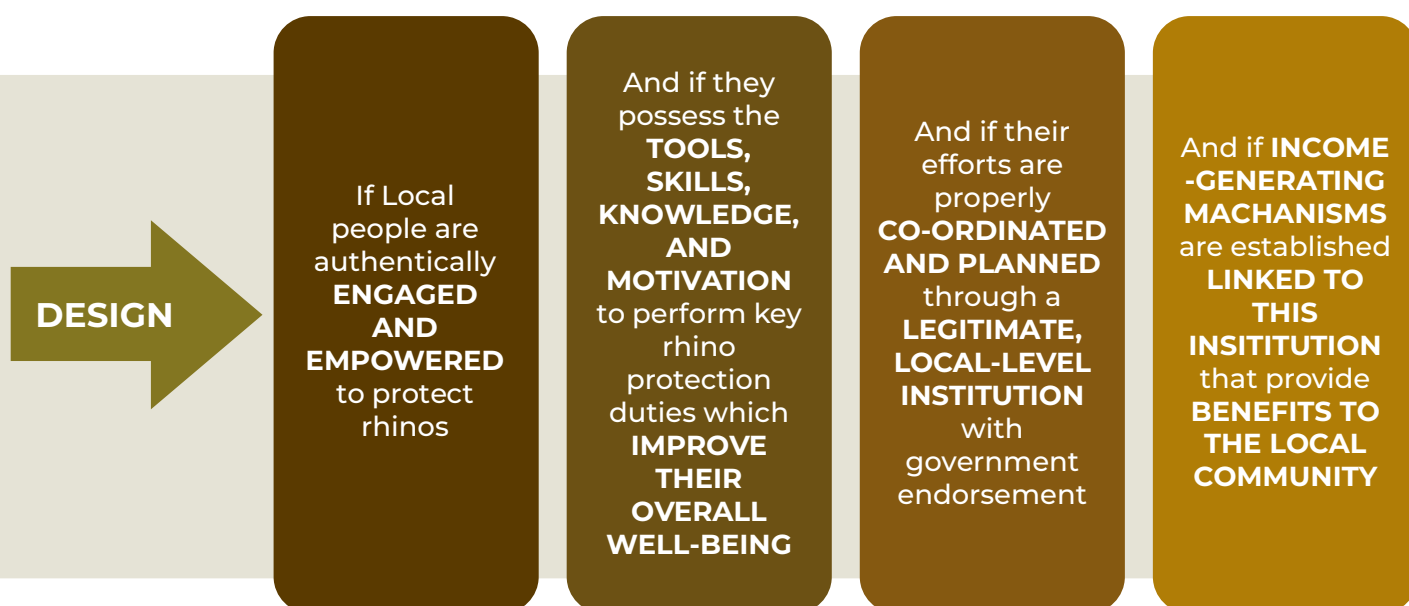 DESIGN
If Local
people are
authentically
ENGAGED
AND
EMPOWERED
to protect
rhinos
And if they
possess the
TOOLS,
SKILLS,
KNOWLEDGE,
AND
MOTIVATION
to perform key
rhino
protection
duties which
IMPROVE
THEIR
OVERALL
WELL-BEING
And if their
efforts are
properly
CO-ORDINATED
AND PLANNED
through a
LEGITIMATE,
LOCAL-LEVEL
INSTITUTION
with
government
endorsement
And if INCOME
-GENERATING
MACHANISMS
are established
LINKED TO
THIS
INSITITUTION
that provide
BENEFITS TO
THE LOCAL
COMMUNITY